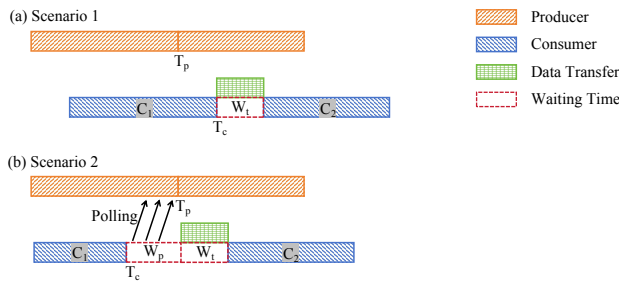 (a) Scenario 1
Tp
C1
Wt
C2
Tc
(b) Scenario 2
Polling
Tp
C1
Wp
Wt
C2
Tc
Producer
Consumer
Data Transfer
Waiting Time